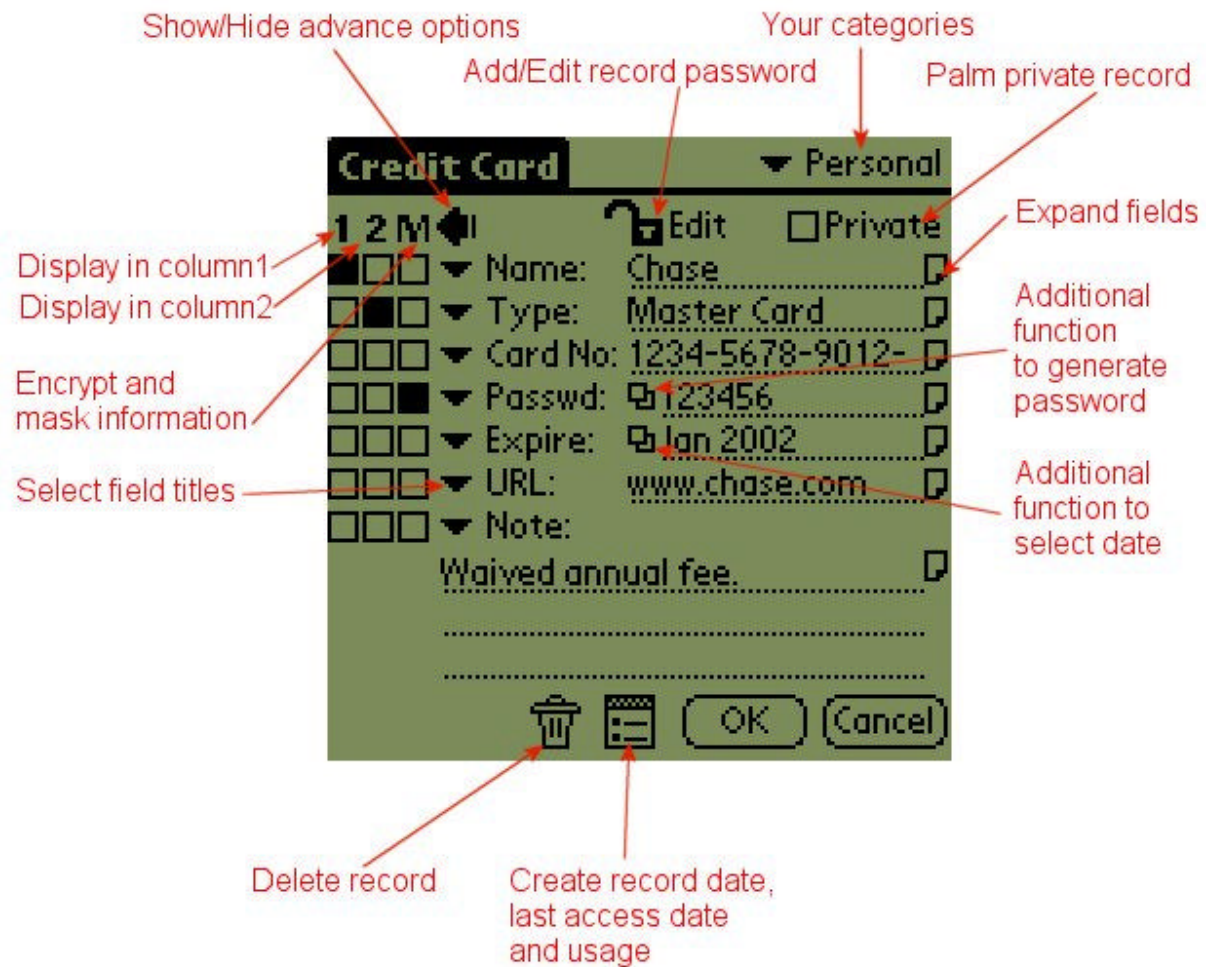 Show/Hide advance options
Your categories
Add/Edit record password
Palm private record
Credit Card
Personal
1 2 M
Edit
Private
Expand fields
Display in column1
Display in column2
Name: Chase
Type: Master Card
Card No: 1234-5678-9012-
Passwd: 123456
Expire: Jan 2002
URL: www.chase.com
Note:
Waived annual fee.
Additional
function
to generate
password
Encrypt and
mask information
Select field titles
Additional
function to
select date
OK
Cancel
Delete record
Create record date,
last access date
and usage